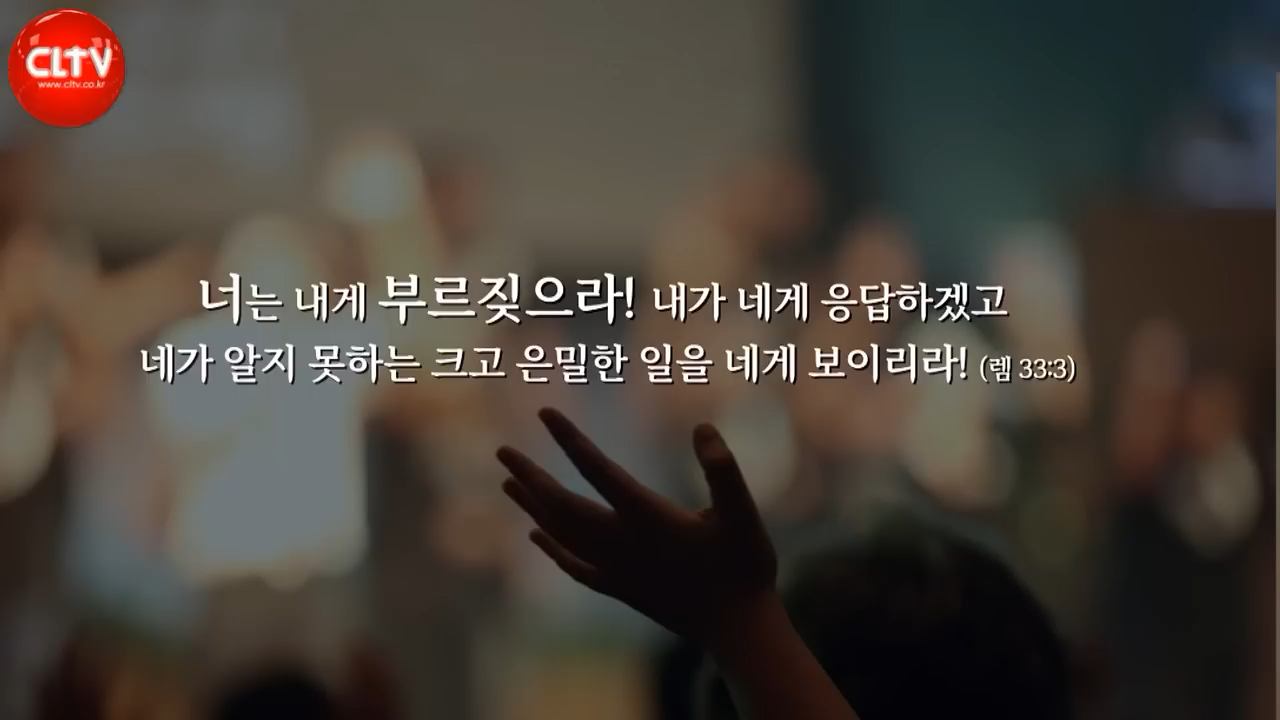 CLTV
www.cltv.co.kr
너는 내게 부르짖으라! 내가 네게 응답하겠고
네가 알지 못하는 크고 은밀한 일을 네게 보이리라! (렘 33:3)